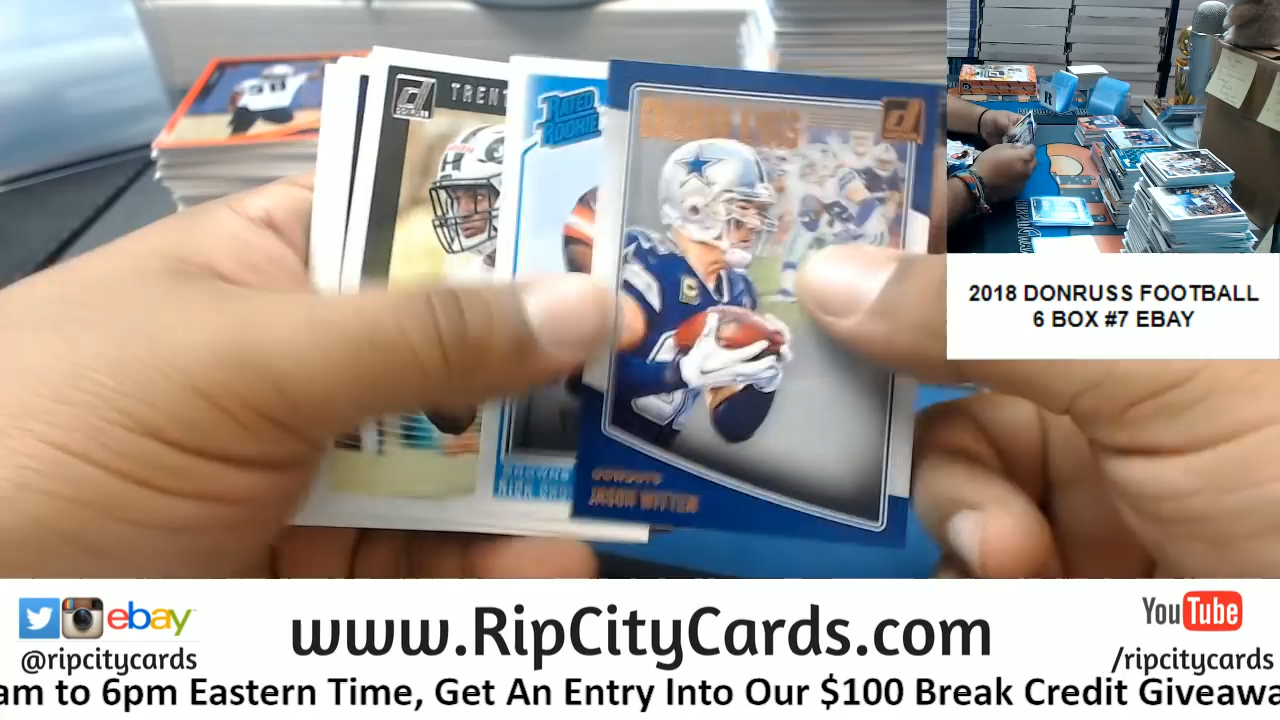 TRENT
RATED
ROOKIE
COWBOYS
JASON WITTEN
2018 DONRUSS FOOTBALL
6 BOX #7 EBAY
ebay
@ripcitycards
www.RipCityCards.com
YouTube
/ripcitycards
am to 6pm Eastern Time, Get An Entry Into Our $100 Break Credit Giveawa